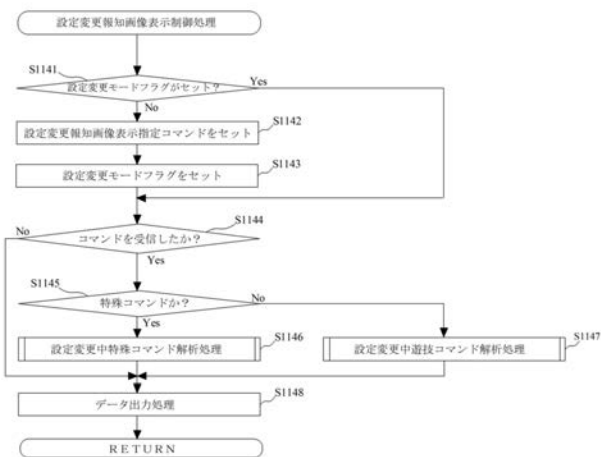 設定変更報知画像表示制御処理
S1141
設定変更モードフラグがセット？
Yes
No
設定変更報知画像表示指定コマンドをセット
S1142
設定変更モードフラグをセット
S1143
S1144
No
コマンドを受信したか？
Yes
S1145
特殊コマンドか？
No
Yes
設定変更中特殊コマンド解析処理
S1146
設定変更中遊技コマンド解析処理
S1147
データ出力処理
S1148
RETURN